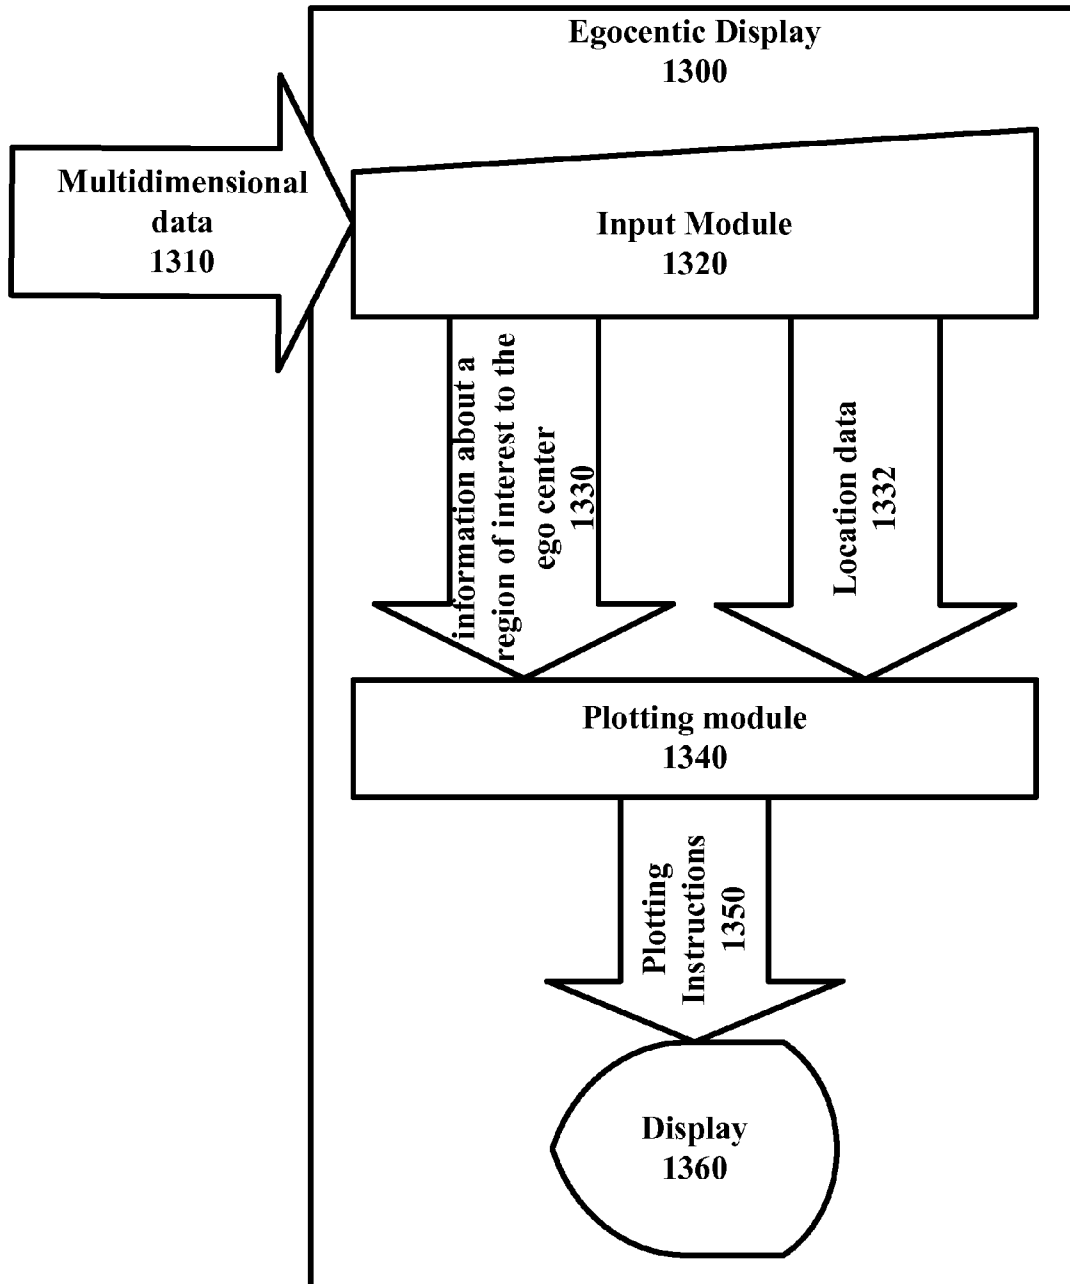 Egocentic Display
1300
Multidimensional
data
1310
Input Module
1320
information about a
region of interest to the
ego center
1330
Location data
1332
Plotting module
1340
Plotting
Instructions
1350
Display
1360